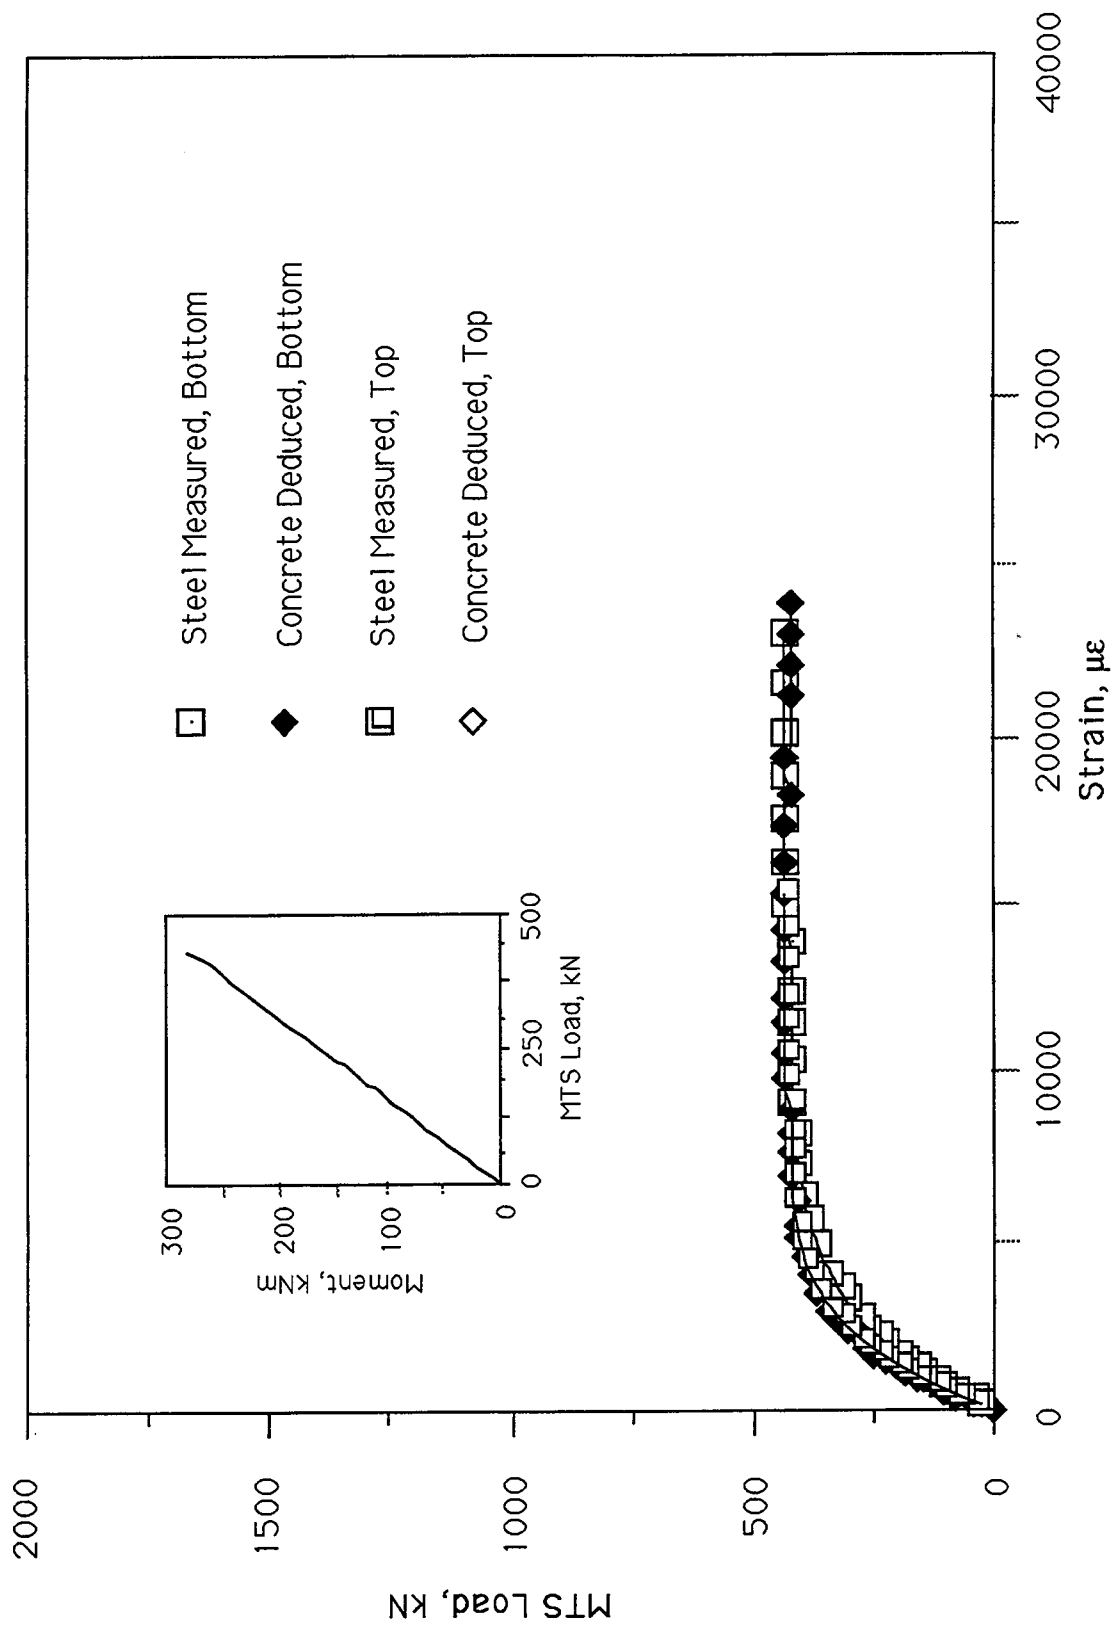 2000
1500
1000
500
0
MTS Load, kN
0
10000
20000
30000
40000
Strain, με
Steel Measured, Bottom
Concrete Deduced, Bottom
Steel Measured, Top
Concrete Deduced, Top
300
200
100
0
Moment, kNm
0
250
500
MTS Load, kN